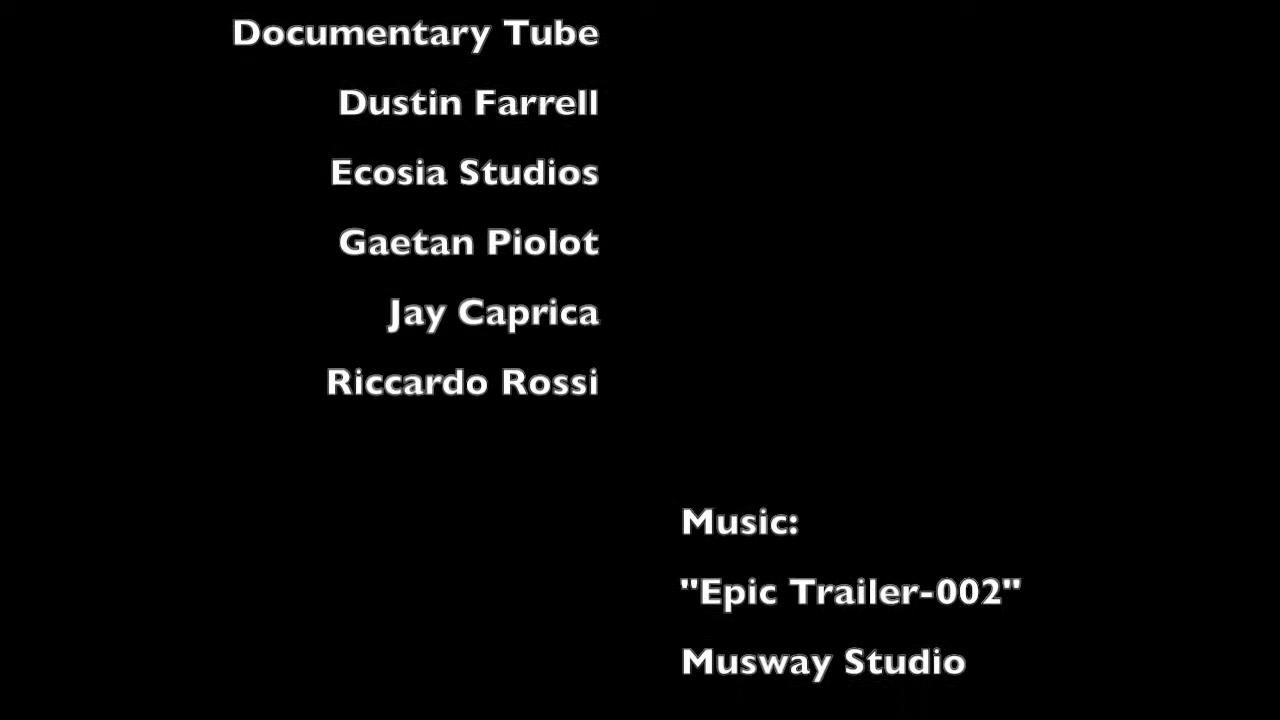 Documentary Tube
Dustin Farrell
Ecosia Studios
Gaetan Piolot
Jay Caprica
Riccardo Rossi
Music:
"Epic Trailer-002"
Musway Studio